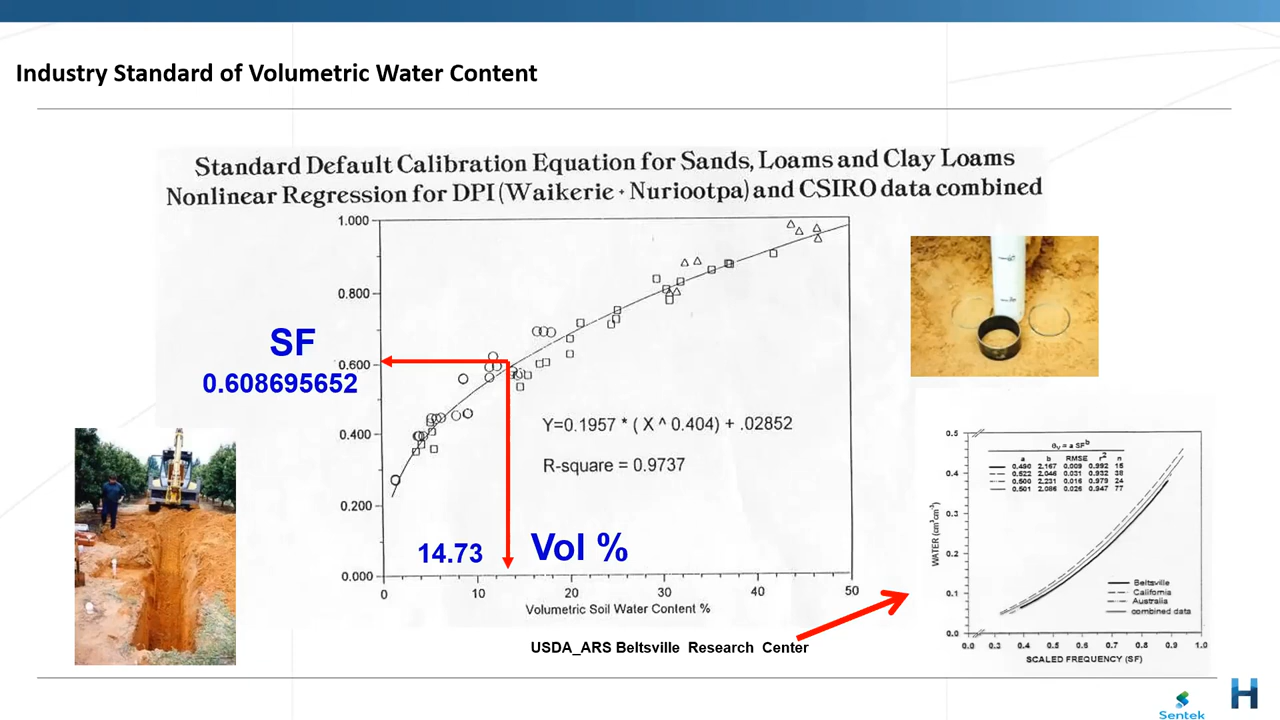 Industry Standard of Volumetric Water Content
Standard Default Calibration Equation for Sands, Loams and Clay Loams
Nonlinear Regression for DPI (Waikerie + Nuriootpa) and CSIRO data combined
1.000
0.800
0.600
0.400
0.200
0.000
SF
0.608695652
Y=0.1957 * ( X ^ 0.404) + .02852
R-square = 0.9737
14.73
Vol %
0 10 20 30 40 50
Volumetric Soil Water Content %
USDA_ARS Beltsville Research Center
0.5
0.4
0.3
0.2
0.1
0.0
WATER (cm³cm⁻³)
θv = a SF^b
a b RMSE r² n
0.490 2.167 0.009 0.992 15
0.522 2.046 0.031 0.932 38
0.500 2.231 0.016 0.979 24
0.501 2.086 0.026 0.947 77
Beltsville
California
Australia
combined data
0.0 0.2 0.3 0.4 0.5 0.6 0.7 0.8 0.9 1.0
SCALED FREQUENCY (SF)
Sentek
H